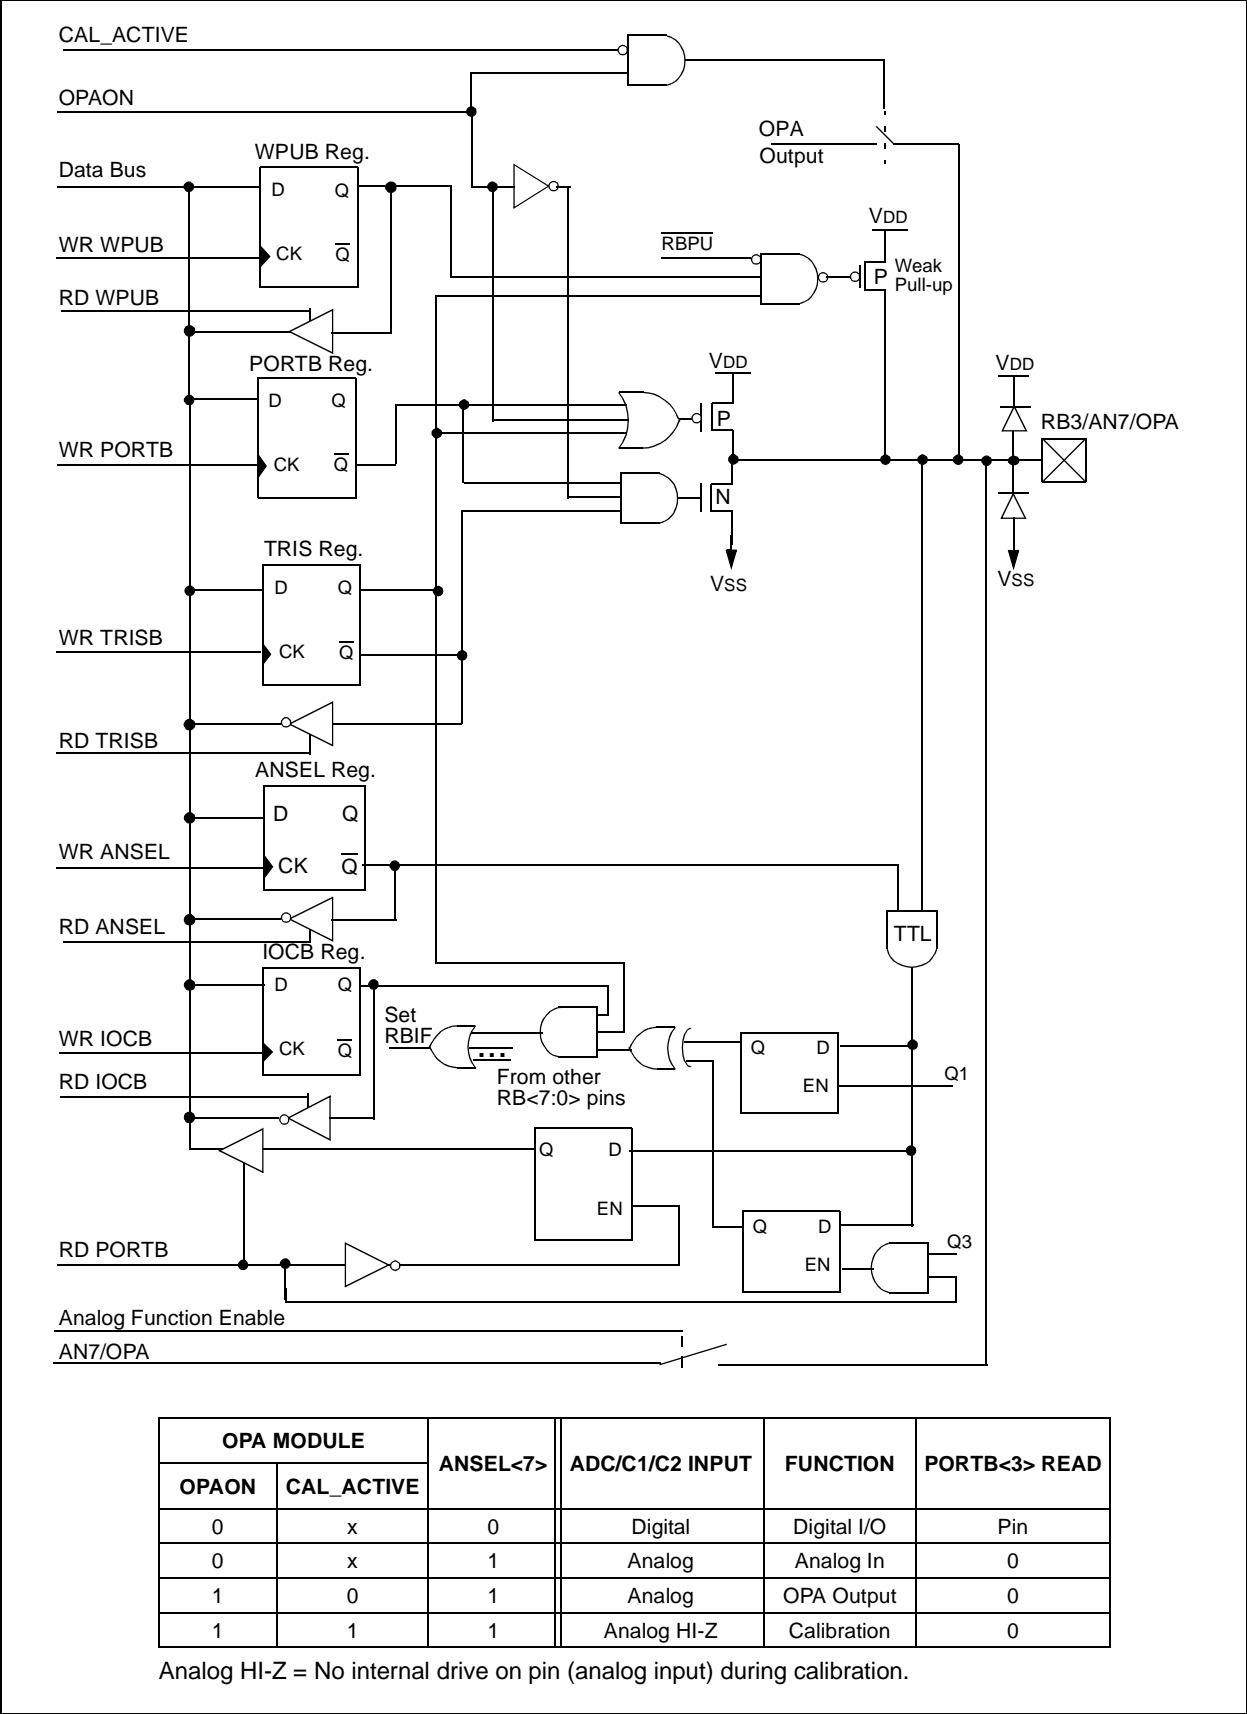 CAL_ACTIVE
OPAON
OPA
Output
Data Bus
WPUB Reg.
D Q
WR WPUB
CK Q
RBPU
VDD
P
Weak
Pull-up
RD WPUB
PORTB Reg.
VDD
VDD
D Q
P
RB3/AN7/OPA
WR PORTB
CK Q
N
TRIS Reg.
VSS
VSS
D Q
WR TRISB
CK Q
RD TRISB
ANSEL Reg.
D Q
WR ANSEL
CK Q
RD ANSEL
TTL
IOCB Reg.
D Q
Set
RBIF
WR IOCB
CK Q
...
From other
RB<7:0> pins
Q D
EN
Q1
RD IOCB
Q D
EN
Q D
EN
Q3
RD PORTB
Analog Function Enable
AN7/OPA
OPA MODULE ANSEL<7> ADC/C1/C2 INPUT FUNCTION PORTB<3> READ
OPAON CAL_ACTIVE
0 x 0 Digital Digital I/O Pin
0 x 1 Analog Analog In 0
1 0 1 Analog OPA Output 0
1 1 1 Analog HI-Z Calibration 0
Analog HI-Z = No internal drive on pin (analog input) during calibration.